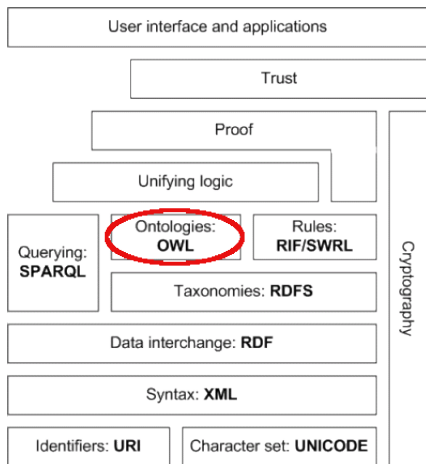 User interface and applications
Trust
Proof
Unifying logic
Querying:
SPARQL
Ontologies:
OWL
Rules:
RIF/SWRL
Taxonomies: RDFS
Data interchange: RDF
Syntax: XML
Identifiers: URI
Character set: UNICODE
Cryptography